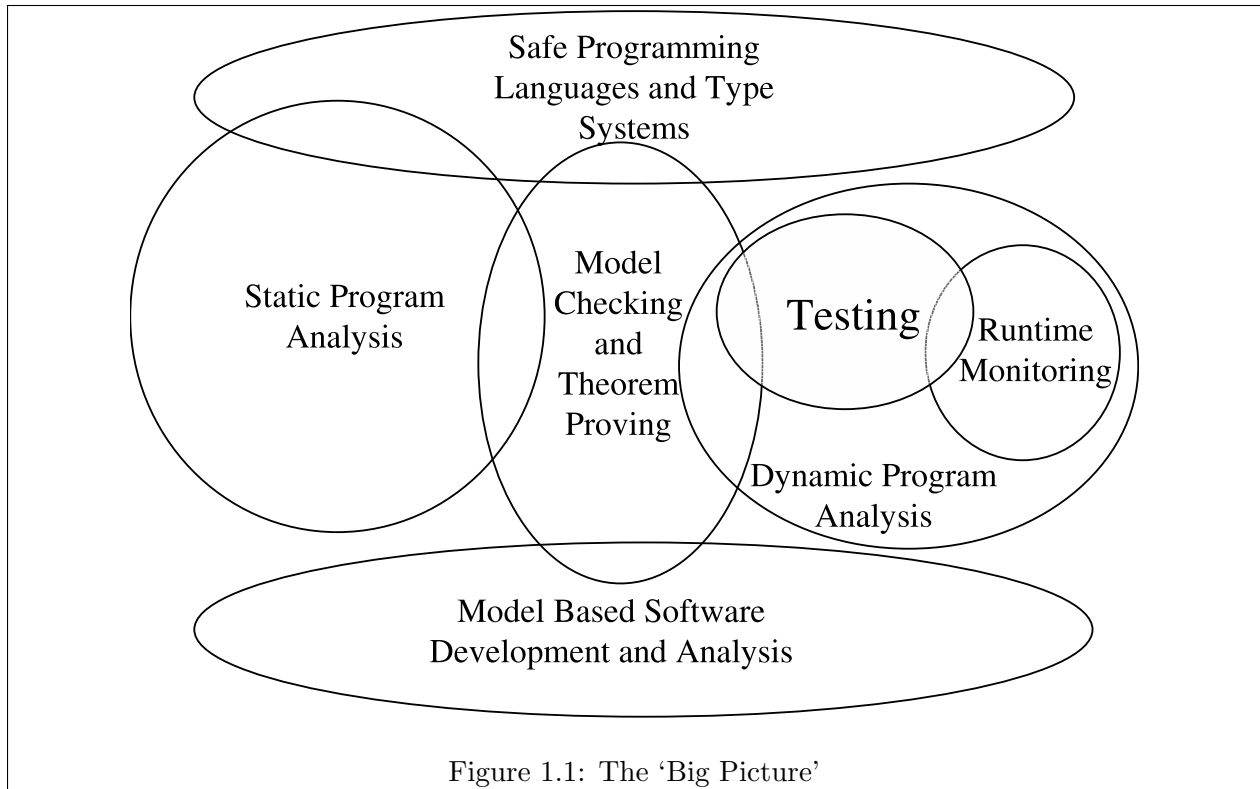 Safe Programming
Languages and Type
Systems
Static Program
Analysis
Model
Checking
and
Theorem
Proving
Testing
Runtime
Monitoring
Dynamic Program
Analysis
Model Based Software
Development and Analysis
Figure 1.1: The ‘Big Picture’